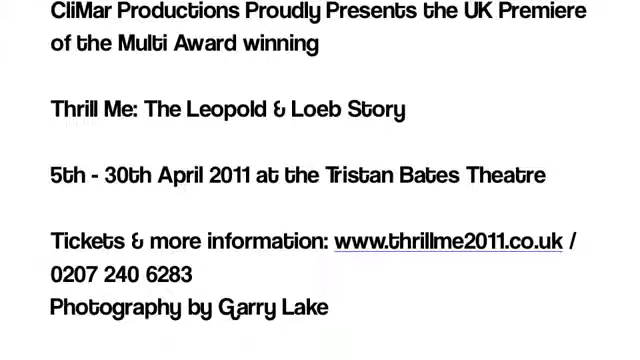 CliMar Productions Proudly Presents the UK Premiere
of the Multi Award winning
Thrill Me: The Leopold & Loeb Story
5th - 30th April 2011 at the Tristan Bates Theatre
Tickets & more information: www.thrillme2011.co.uk /
0207 240 6283
Photography by Garry Lake